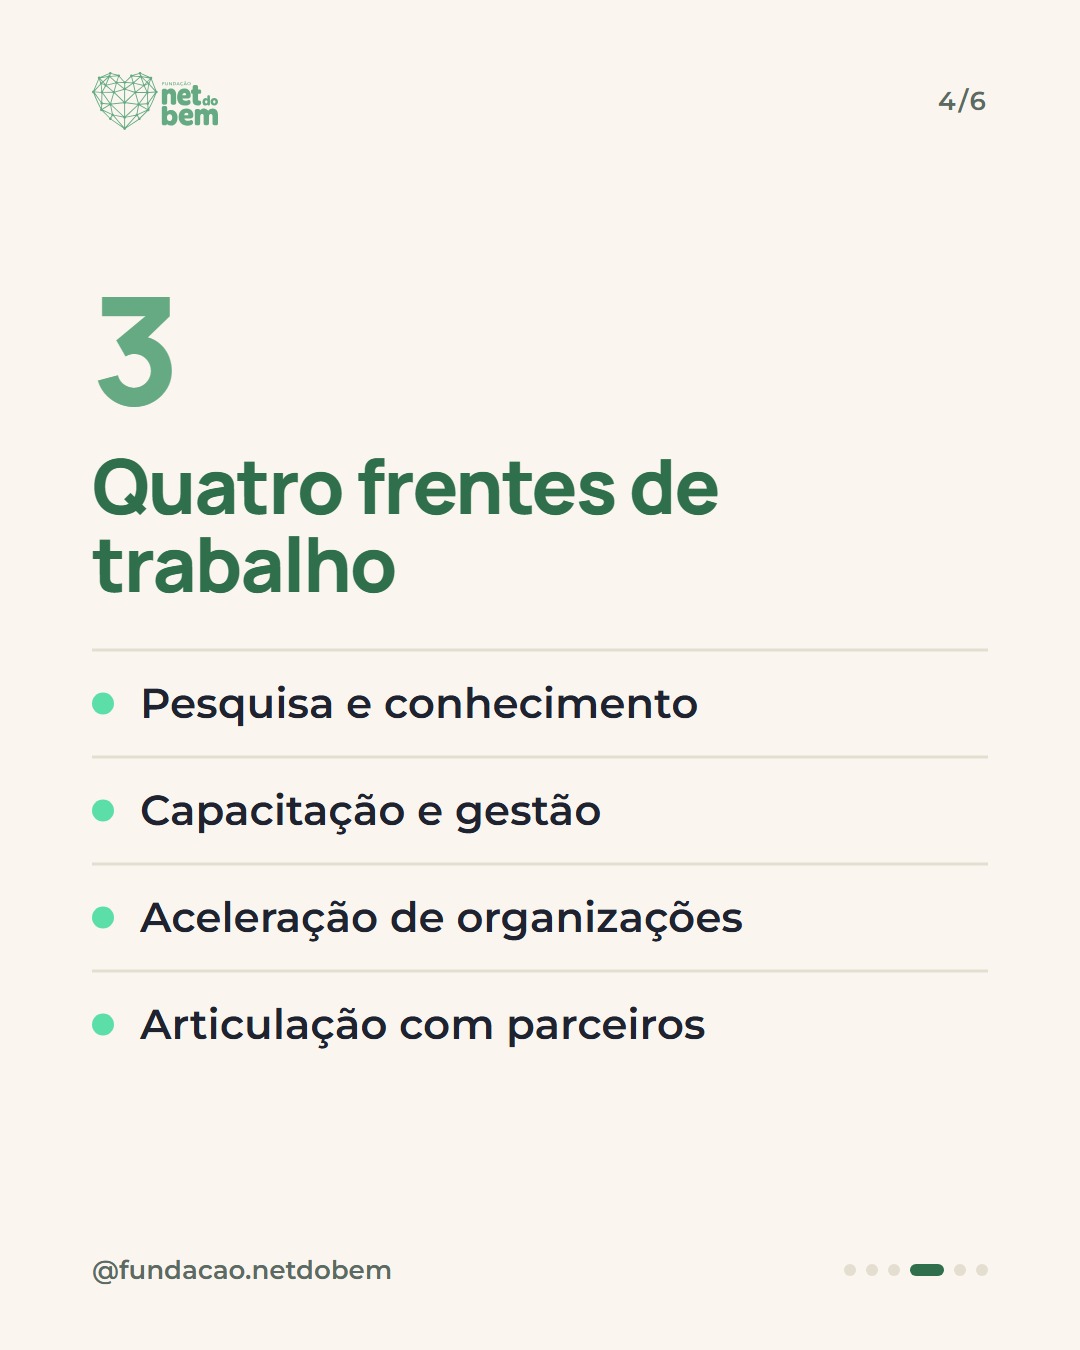 FUNDAÇÃO
net do
bem
4/6
3
Quatro frentes de
trabalho
Pesquisa e conhecimento
Capacitação e gestão
Aceleração de organizações
Articulação com parceiros
@fundacao.netdobem